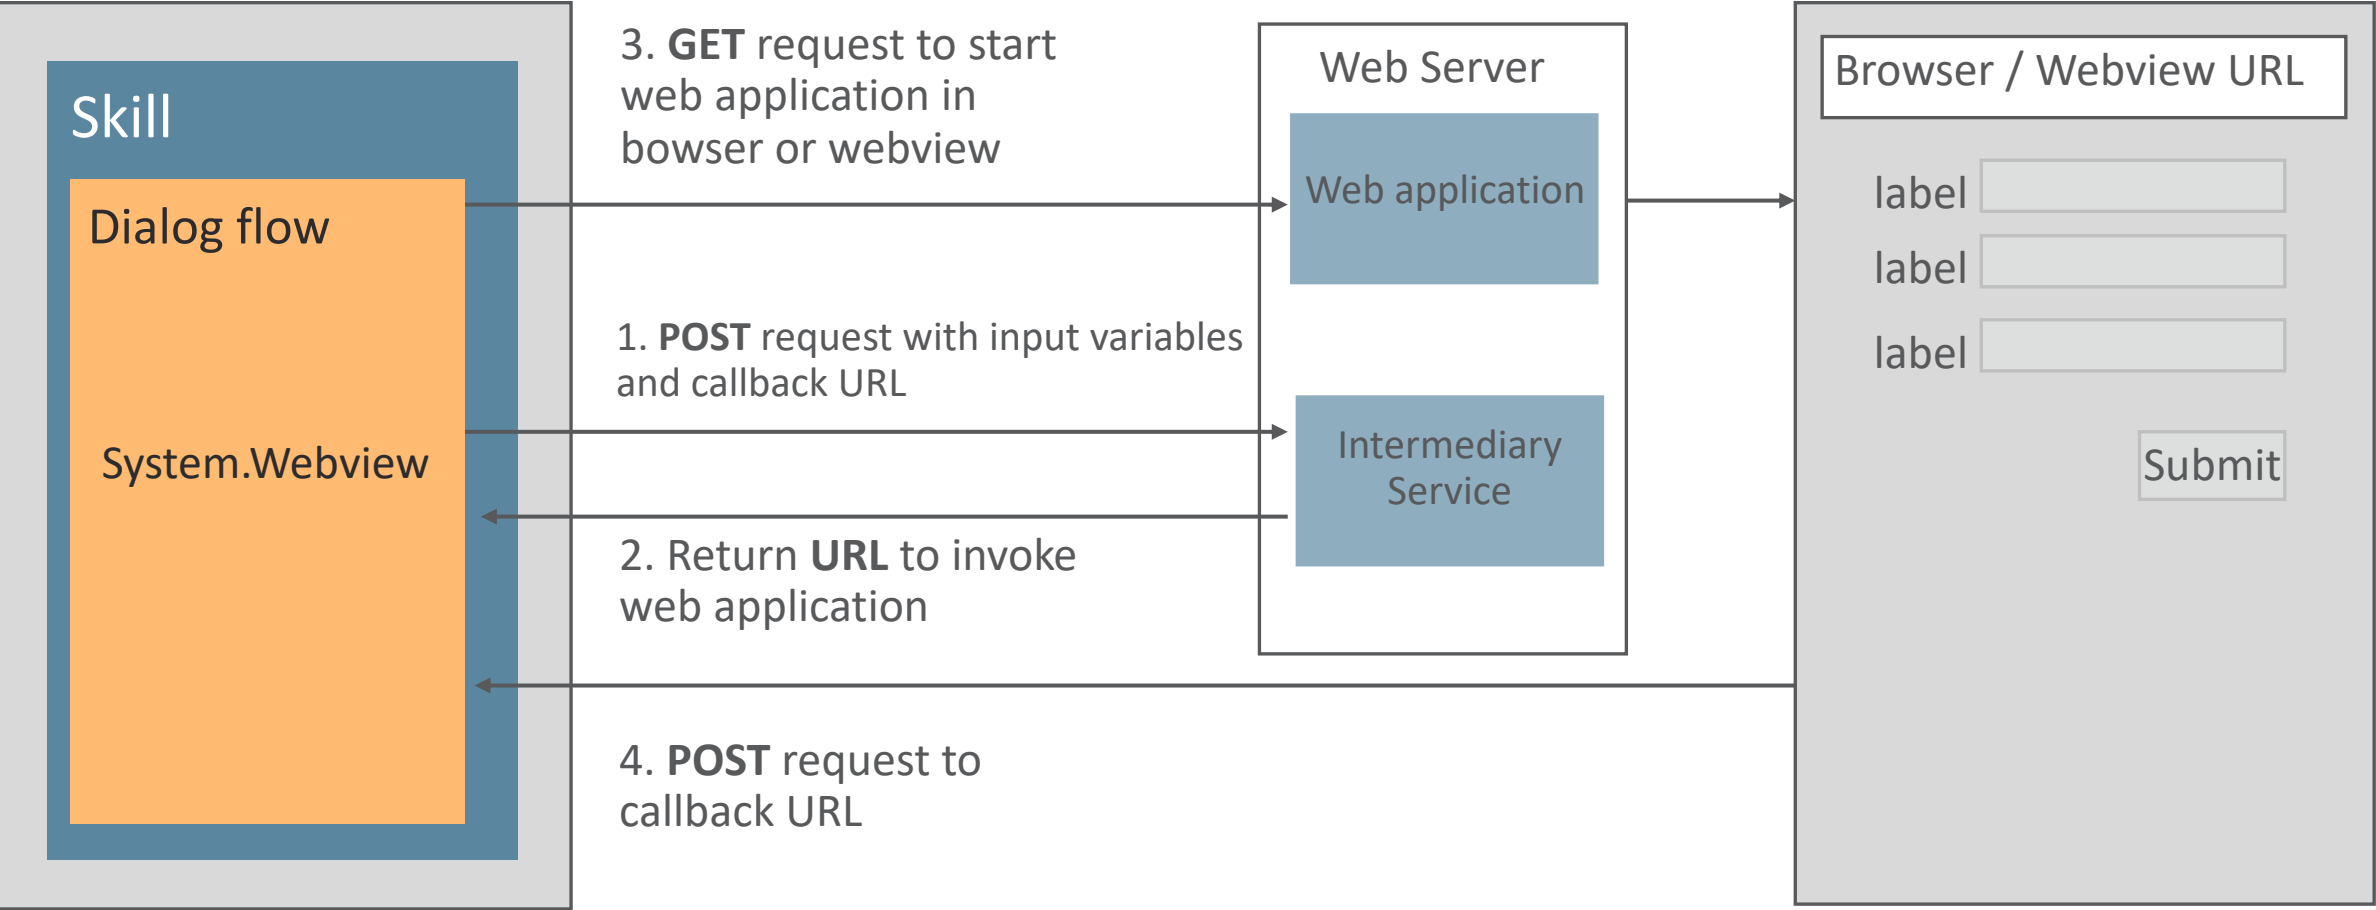 Skill
Dialog flow
System.Webview
3. GET request to start
web application in
bowser or webview
1. POST request with input variables
and callback URL
2. Return URL to invoke
web application
4. POST request to
callback URL
Web Server
Web application
Intermediary
Service
Browser / Webview URL
label
label
label
Submit